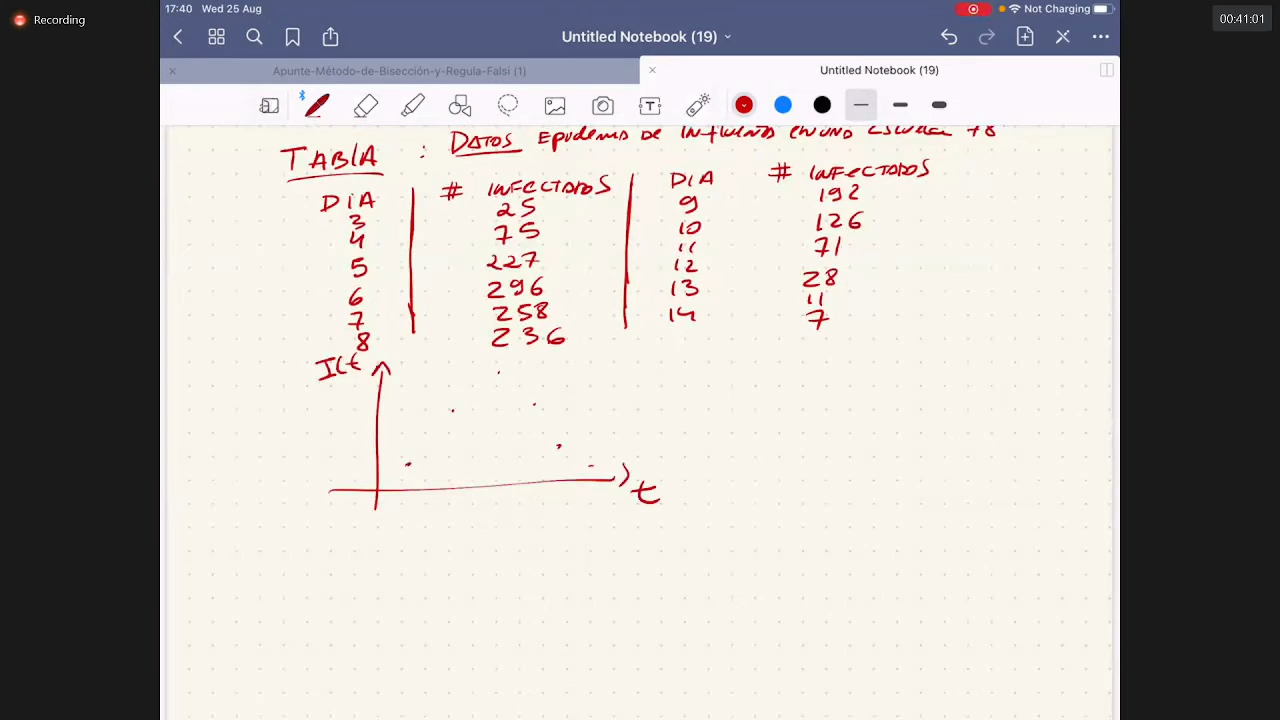 Recording
17:40 Wed 25 Aug
Not Charging
00:41:01
Untitled Notebook (19)
Apunte-Método-de-Bisección-y-Regula-Falsi (1)
Untitled Notebook (19)
TABLA : DATOS Epidemia de Influenza en una Escuela 78
DIA # INFECTADOS DIA # INFECTADOS
3 25 9 192
4 75 10 126
5 227 11 71
6 296 12 28
7 258 13 11
8 236 14 7
I(t
t